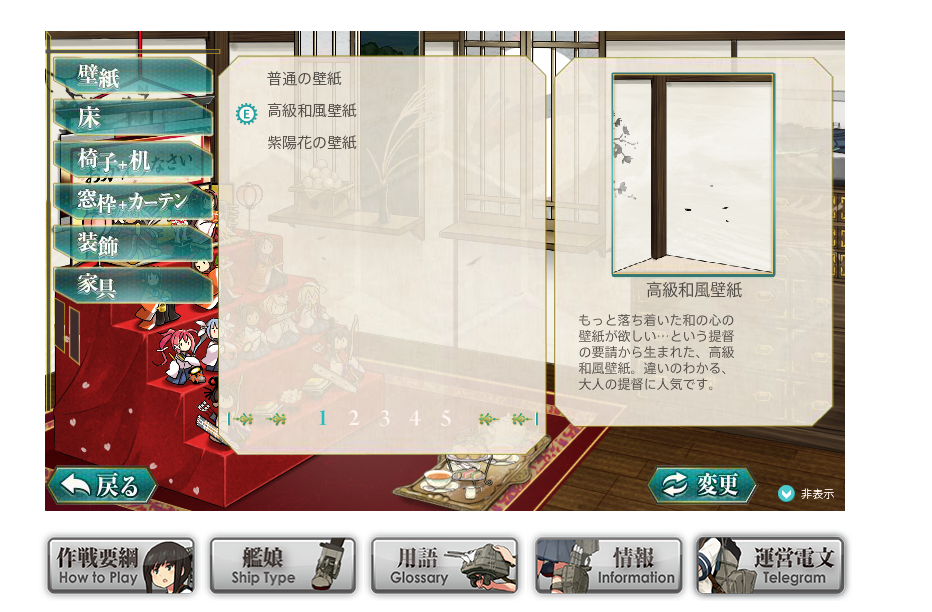 壁紙
床
椅子+机
窓枠+カーテン
装飾
家具
普通の壁紙
E 高級和風壁紙
紫陽花の壁紙
1 2 3 4 5
高級和風壁紙
もっと落ち着いた和の心の
壁紙が欲しい…という提督
の要請から生まれた、高級
和風壁紙。違いのわかる、
大人の提督に人気です。
戻る
変更
非表示
作戦要綱
How to Play
艦娘
Ship Type
用語
Glossary
情報
Information
運営電文
Telegram